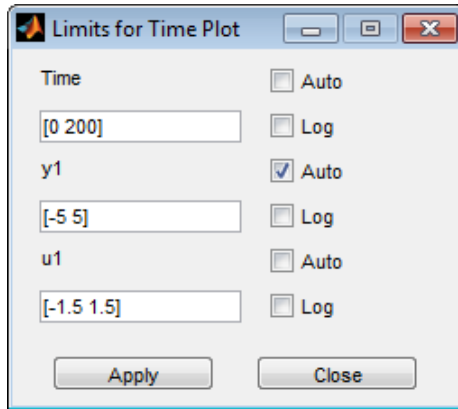 Limits for Time Plot
Time Auto
[0 200] Log
y1 Auto
[-5 5] Log
u1 Auto
[-1.5 1.5] Log
Apply Close